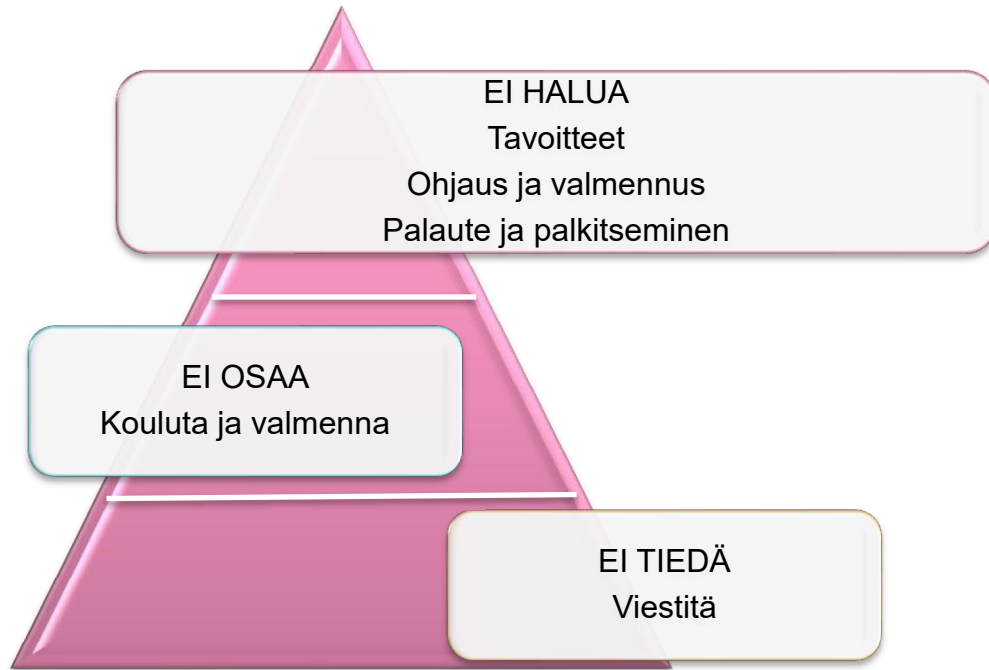 EI HALUA
Tavoitteet
Ohjaus ja valmennus
Palaute ja palkitseminen
EI OSAA
Kouluta ja valmenna
EI TIEDÄ
Viestitä